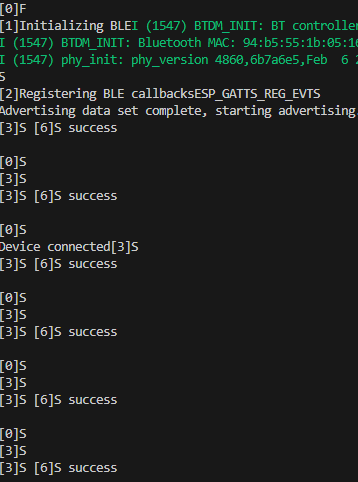 [0]F
[1]Initializing BLEI (1547) BTDM_INIT: BT controller
I (1547) BTDM_INIT: Bluetooth MAC: 94:b5:55:1b:05:16
I (1547) phy_init: phy_version 4860,6b7a6e5,Feb  6 2
S
[2]Registering BLE callbacksESP_GATTS_REG_EVTS
Advertising data set complete, starting advertising.
[3]S [6]S success
[0]S
[3]S
[3]S [6]S success
[0]S
Device connected[3]S
[3]S [6]S success
[0]S
[3]S
[3]S [6]S success
[0]S
[3]S
[3]S [6]S success
[0]S
[3]S
[3]S [6]S success